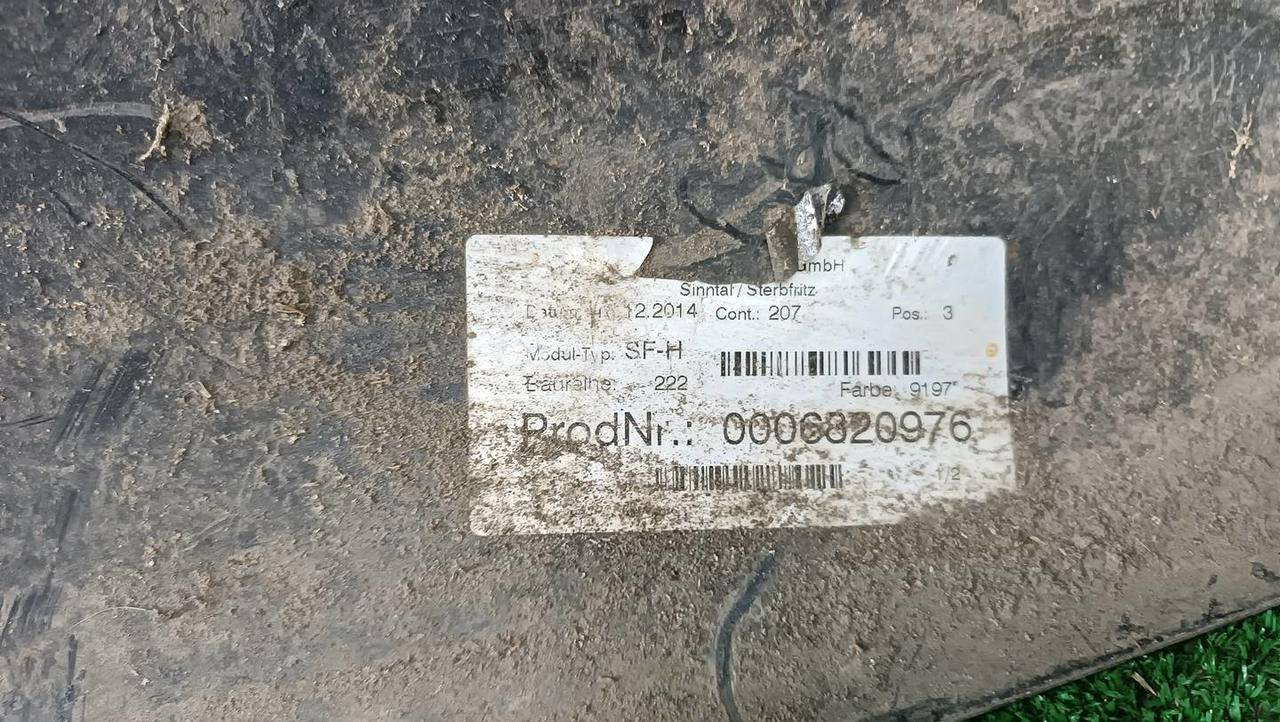 GmbH
Sinntal / Sterbfritz
12.2014 Cont.: 207 Pos.: 3
Modul-Typ: SF-H
Baureihe: 222 Farbe: 9197
ProdNr.: 0006820976
1/2